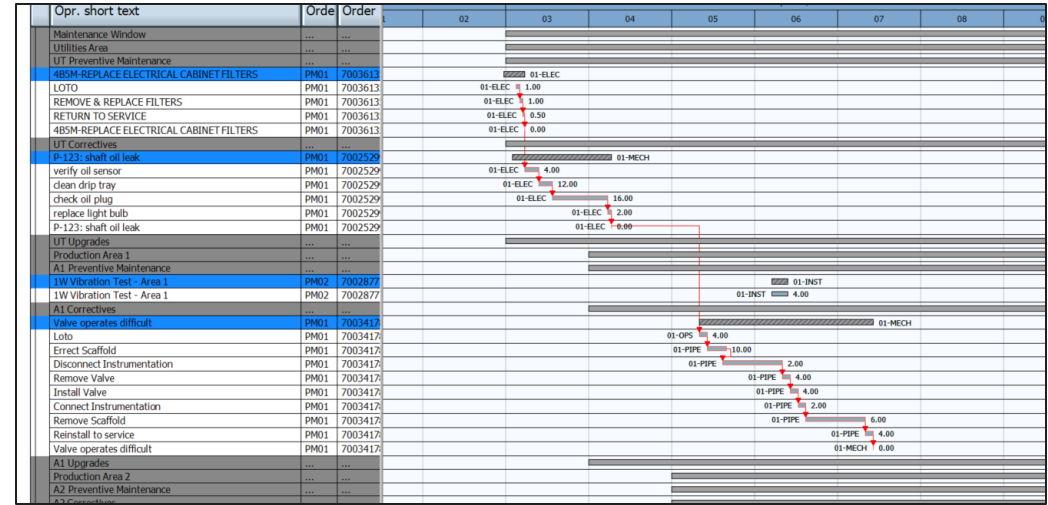 Opr. short text Orde Order
02 03 04 05 06 07 08
Maintenance Window ... ...
Utilities Area ... ...
UT Preventive Maintenance ... ...
4B5M-REPLACE ELECTRICAL CABINET FILTERS PM01 7003613 01-ELEC
LOTO PM01 7003613 01-ELEC 1.00
REMOVE & REPLACE FILTERS PM01 7003613 01-ELEC 1.00
RETURN TO SERVICE PM01 7003613 01-ELEC 0.50
4B5M-REPLACE ELECTRICAL CABINET FILTERS PM01 7003613 01-ELEC 0.00
UT Correctives ... ...
P-123: shaft oil leak PM01 7002529 01-MECH
verify oil sensor PM01 7002529 01-ELEC 4.00
clean drip tray PM01 7002529 01-ELEC 12.00
check oil plug PM01 7002529 01-ELEC 16.00
replace light bulb PM01 7002529 01-ELEC 2.00
P-123: shaft oil leak PM01 7002529 01-ELEC 0.00
UT Upgrades ... ...
Production Area 1 ... ...
A1 Preventive Maintenance ... ...
1W Vibration Test - Area 1 PM02 7002877 01-INST
1W Vibration Test - Area 1 PM02 7002877 01-INST 4.00
A1 Correctives ... ...
Valve operates difficult PM01 7003417 01-MECH
Loto PM01 7003417 01-OPS 4.00
Errect Scaffold PM01 7003417 01-PIPE 10.00
Disconnect Instrumentation PM01 7003417 01-PIPE 2.00
Remove Valve PM01 7003417 01-PIPE 4.00
Install Valve PM01 7003417 01-PIPE 4.00
Connect Instrumentation PM01 7003417 01-PIPE 2.00
Remove Scaffold PM01 7003417 01-PIPE 6.00
Reinstall to service PM01 7003417 01-PIPE 4.00
Valve operates difficult PM01 7003417 01-MECH 0.00
A1 Upgrades ... ...
Production Area 2 ... ...
A2 Preventive Maintenance ... ...
A2 Correctives